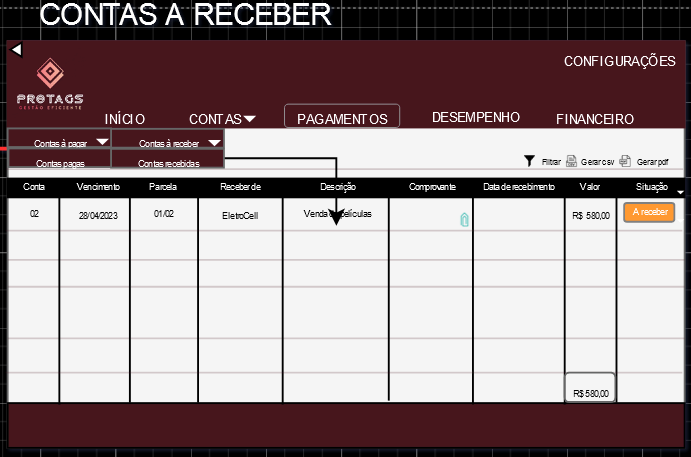 CONTAS A RECEBER
CONFIGURAÇÕES
PROTAGS
GESTÃO EFICIENTE
INÍCIO CONTAS PAGAMENTOS DESEMPENHO FINANCEIRO
Contas à pagar Contas à receber
Contas pagas Contas recebidas
Filtrar Gerar csv Gerar pdf
Conta Vencimento Parcela Receber de Descrição Comprovante Data de recebimento Valor Situação
02 28/04/2023 01/02 EletroCell Venda de películas R$ 580,00 A receber
R$ 580,00